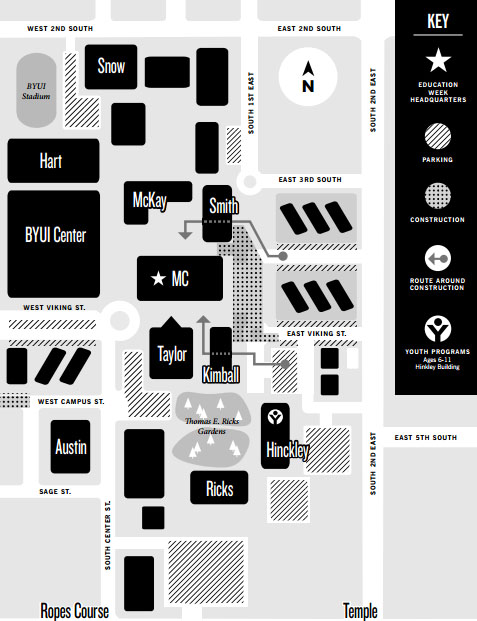 WEST 2ND SOUTH
EAST 2ND SOUTH
BYUI
Stadium
Snow
N
SOUTH 1ST EAST
SOUTH 2ND EAST
Hart
EAST 3RD SOUTH
McKay
Smith
BYUI Center
MC
WEST VIKING ST.
EAST VIKING ST.
Taylor
Kimball
WEST CAMPUS ST.
Thomas E. Ricks
Gardens
Austin
Hinckley
SOUTH 2ND EAST
EAST 5TH SOUTH
Ricks
SAGE ST.
SOUTH CENTER ST.
Ropes Course
Temple
KEY
EDUCATION
WEEK
HEADQUARTERS
PARKING
CONSTRUCTION
ROUTE AROUND
CONSTRUCTION
YOUTH PROGRAMS
Ages 6-11
Hinkley Building